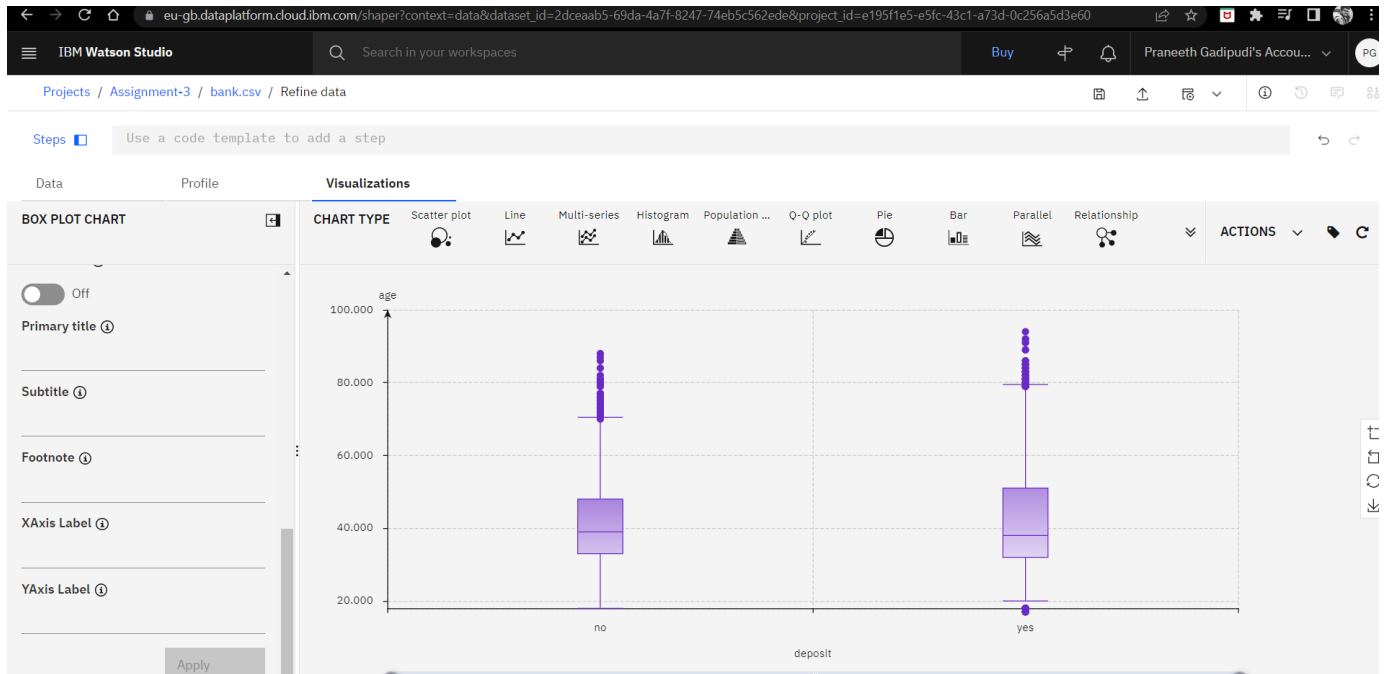 eu-gb.dataplatform.cloud.ibm.com/shaper?context=data&dataset_id=2dceaab5-69da-4a7f-8247-74eb5c562ede&project_id=e195f1e5-e5fc-43c1-a73d-0c256a5d3e60
IBM Watson Studio
Search in your workspaces
Buy
Praneeth Gadipudi's Accou...
PG
Projects / Assignment-3 / bank.csv / Refine data
Steps
Use a code template to add a step
Data
Profile
Visualizations
BOX PLOT CHART
CHART TYPE
Scatter plot
Line
Multi-series
Histogram
Population ...
Q-Q plot
Pie
Bar
Parallel
Relationship
ACTIONS
Off
Primary title
Subtitle
Footnote
XAxis Label
YAxis Label
Apply
age
100.000
80.000
60.000
40.000
20.000
no
yes
deposit